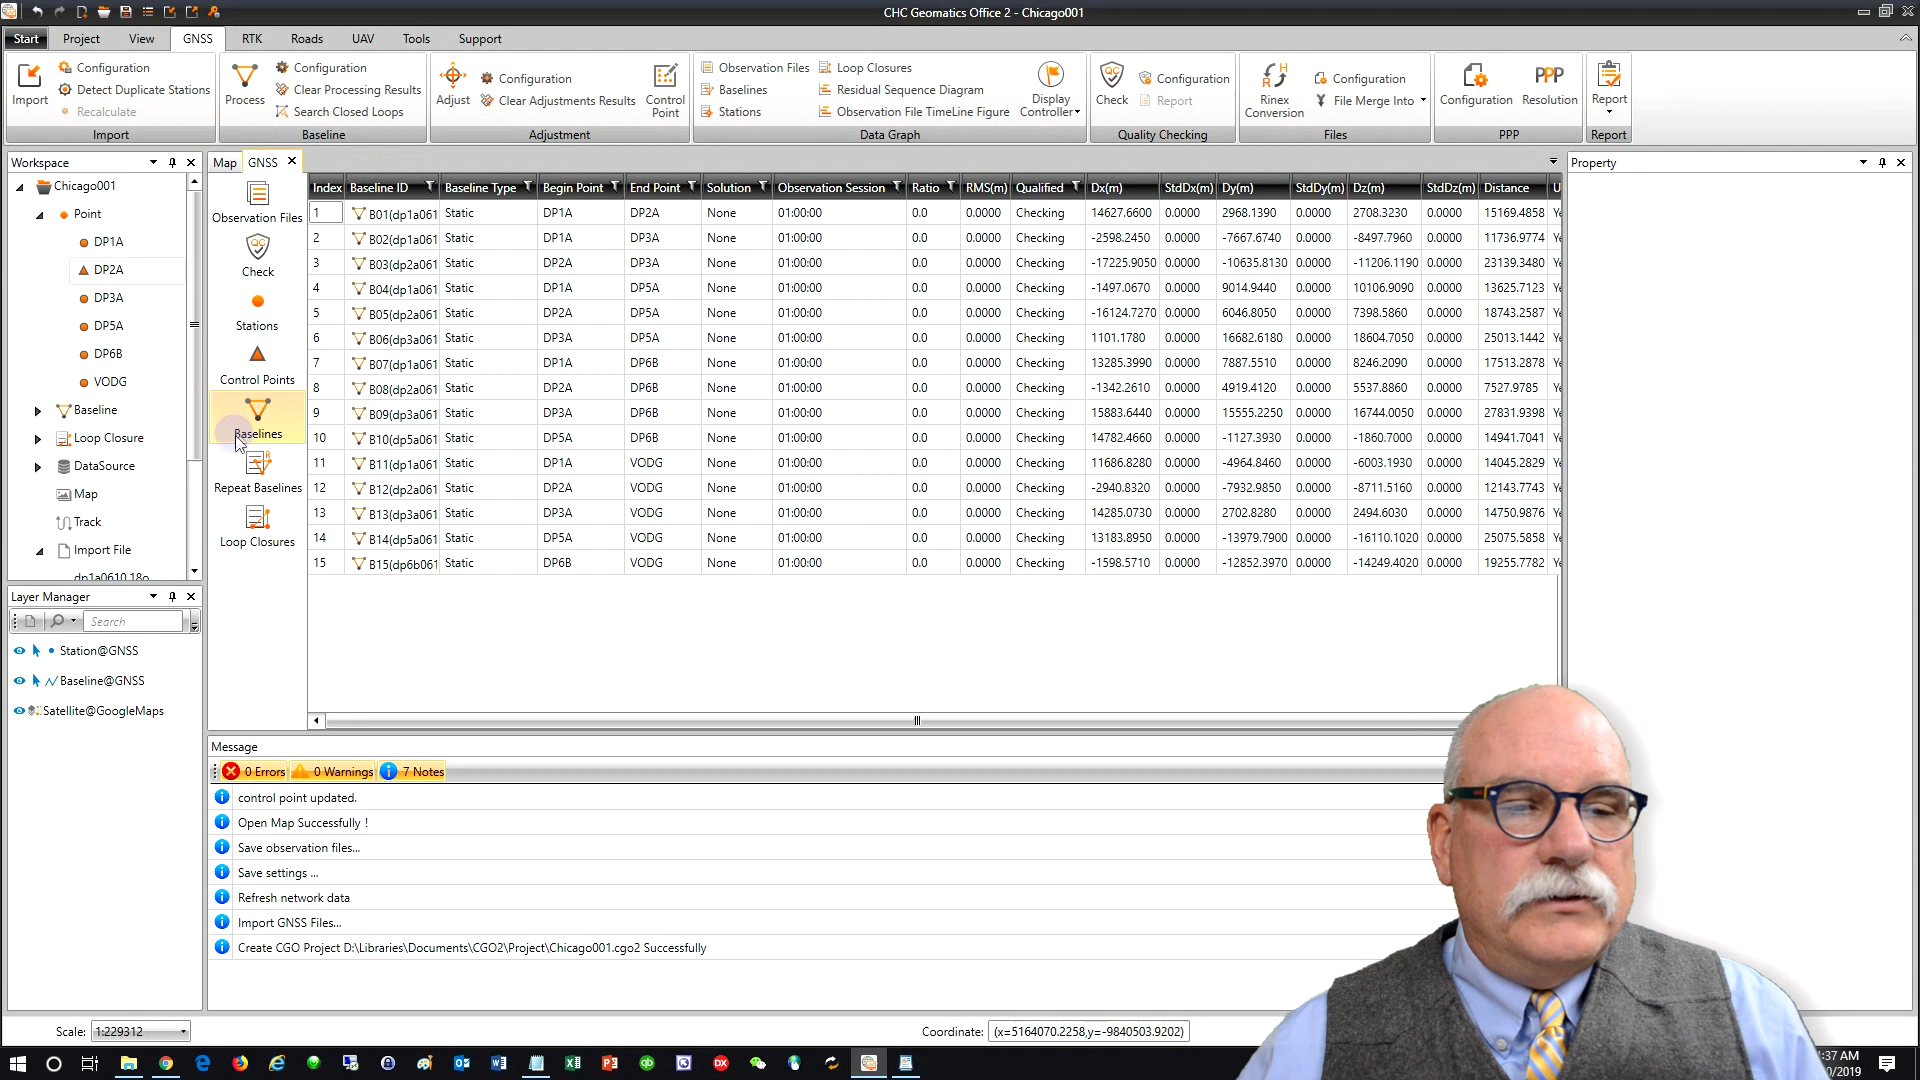 CHC Geomatics Office 2 - Chicago001
Start Project View GNSS RTK Roads UAV Tools Support
Import
Configuration
Detect Duplicate Stations
Recalculate
Import
Process
Configuration
Clear Processing Results
Search Closed Loops
Baseline
Adjust
Configuration
Clear Adjustments Results
Control Point
Adjustment
Observation Files
Baselines
Stations
Loop Closures
Residual Sequence Diagram
Observation File TimeLine Figure
Display Controller
Data Graph
Check
Configuration
Report
Quality Checking
Rinex Conversion
Configuration
File Merge Into
Files
Configuration
PPP Resolution
PPP
Report
Report
Workspace
Chicago001
Point
DP1A
DP2A
DP3A
DP5A
DP6B
VODG
Baseline
Loop Closure
DataSource
Map
Track
Import File
dp1a0610.18o
Layer Manager
Search
Station@GNSS
Baseline@GNSS
Satellite@GoogleMaps
Map GNSS
Observation Files
QC
Check
Stations
Control Points
Baselines
Repeat Baselines
Loop Closures
Index Baseline ID Baseline Type Begin Point End Point Solution Observation Session Ratio RMS(m) Qualified Dx(m) StdDx(m) Dy(m) StdDy(m) Dz(m) StdDz(m) Distance U
1 B01(dp1a061 Static DP1A DP2A None 01:00:00 0.0 0.0000 Checking 14627.6600 0.0000 2968.1390 0.0000 2708.3230 0.0000 15169.4858 Ye
2 B02(dp1a061 Static DP1A DP3A None 01:00:00 0.0 0.0000 Checking -2598.2450 0.0000 -7667.6740 0.0000 -8497.7960 0.0000 11736.9774 Ye
3 B03(dp2a061 Static DP2A DP3A None 01:00:00 0.0 0.0000 Checking -17225.9050 0.0000 -10635.8130 0.0000 -11206.1190 0.0000 23139.3480 Ye
4 B04(dp1a061 Static DP1A DP5A None 01:00:00 0.0 0.0000 Checking -1497.0670 0.0000 9014.9440 0.0000 10106.9090 0.0000 13625.7123 Ye
5 B05(dp2a061 Static DP2A DP5A None 01:00:00 0.0 0.0000 Checking -16124.7270 0.0000 6046.8050 0.0000 7398.5860 0.0000 18743.2587 Ye
6 B06(dp3a061 Static DP3A DP5A None 01:00:00 0.0 0.0000 Checking 1101.1780 0.0000 16682.6180 0.0000 18604.7050 0.0000 25013.1442 Ye
7 B07(dp1a061 Static DP1A DP6B None 01:00:00 0.0 0.0000 Checking 13285.3990 0.0000 7887.5510 0.0000 8246.2090 0.0000 17513.2878 Ye
8 B08(dp2a061 Static DP2A DP6B None 01:00:00 0.0 0.0000 Checking -1342.2610 0.0000 4919.4120 0.0000 5537.8860 0.0000 7527.9785 Ye
9 B09(dp3a061 Static DP3A DP6B None 01:00:00 0.0 0.0000 Checking 15883.6440 0.0000 15555.2250 0.0000 16744.0050 0.0000 27831.9398 Ye
10 B10(dp5a061 Static DP5A DP6B None 01:00:00 0.0 0.0000 Checking 14782.4660 0.0000 -1127.3930 0.0000 -1860.7000 0.0000 14941.7041 Ye
11 B11(dp1a061 Static DP1A VODG None 01:00:00 0.0 0.0000 Checking 11686.8280 0.0000 -4964.8460 0.0000 -6003.1930 0.0000 14045.2829 Ye
12 B12(dp2a061 Static DP2A VODG None 01:00:00 0.0 0.0000 Checking -2940.8320 0.0000 -7932.9850 0.0000 -8711.5160 0.0000 12143.7743 Ye
13 B13(dp3a061 Static DP3A VODG None 01:00:00 0.0 0.0000 Checking 14285.0730 0.0000 2702.8280 0.0000 2494.6030 0.0000 14750.9876 Ye
14 B14(dp5a061 Static DP5A VODG None 01:00:00 0.0 0.0000 Checking 13183.8950 0.0000 -13979.7900 0.0000 -16110.1020 0.0000 25075.5858 Ye
15 B15(dp6b061 Static DP6B VODG None 01:00:00 0.0 0.0000 Checking -1598.5710 0.0000 -12852.3970 0.0000 -14249.4020 0.0000 19255.7782 Ye
Property
Message
0 Errors 0 Warnings 7 Notes
control point updated.
Open Map Successfully !
Save observation files...
Save settings ...
Refresh network data
Import GNSS Files...
Create CGO Project D:\Libraries\Documents\CGO2\Project\Chicago001.cgo2 Successfully
Scale: 1:229312
Coordinate: (x=5164070.2258,y=-9840503.9202)
:37 AM
0/2019